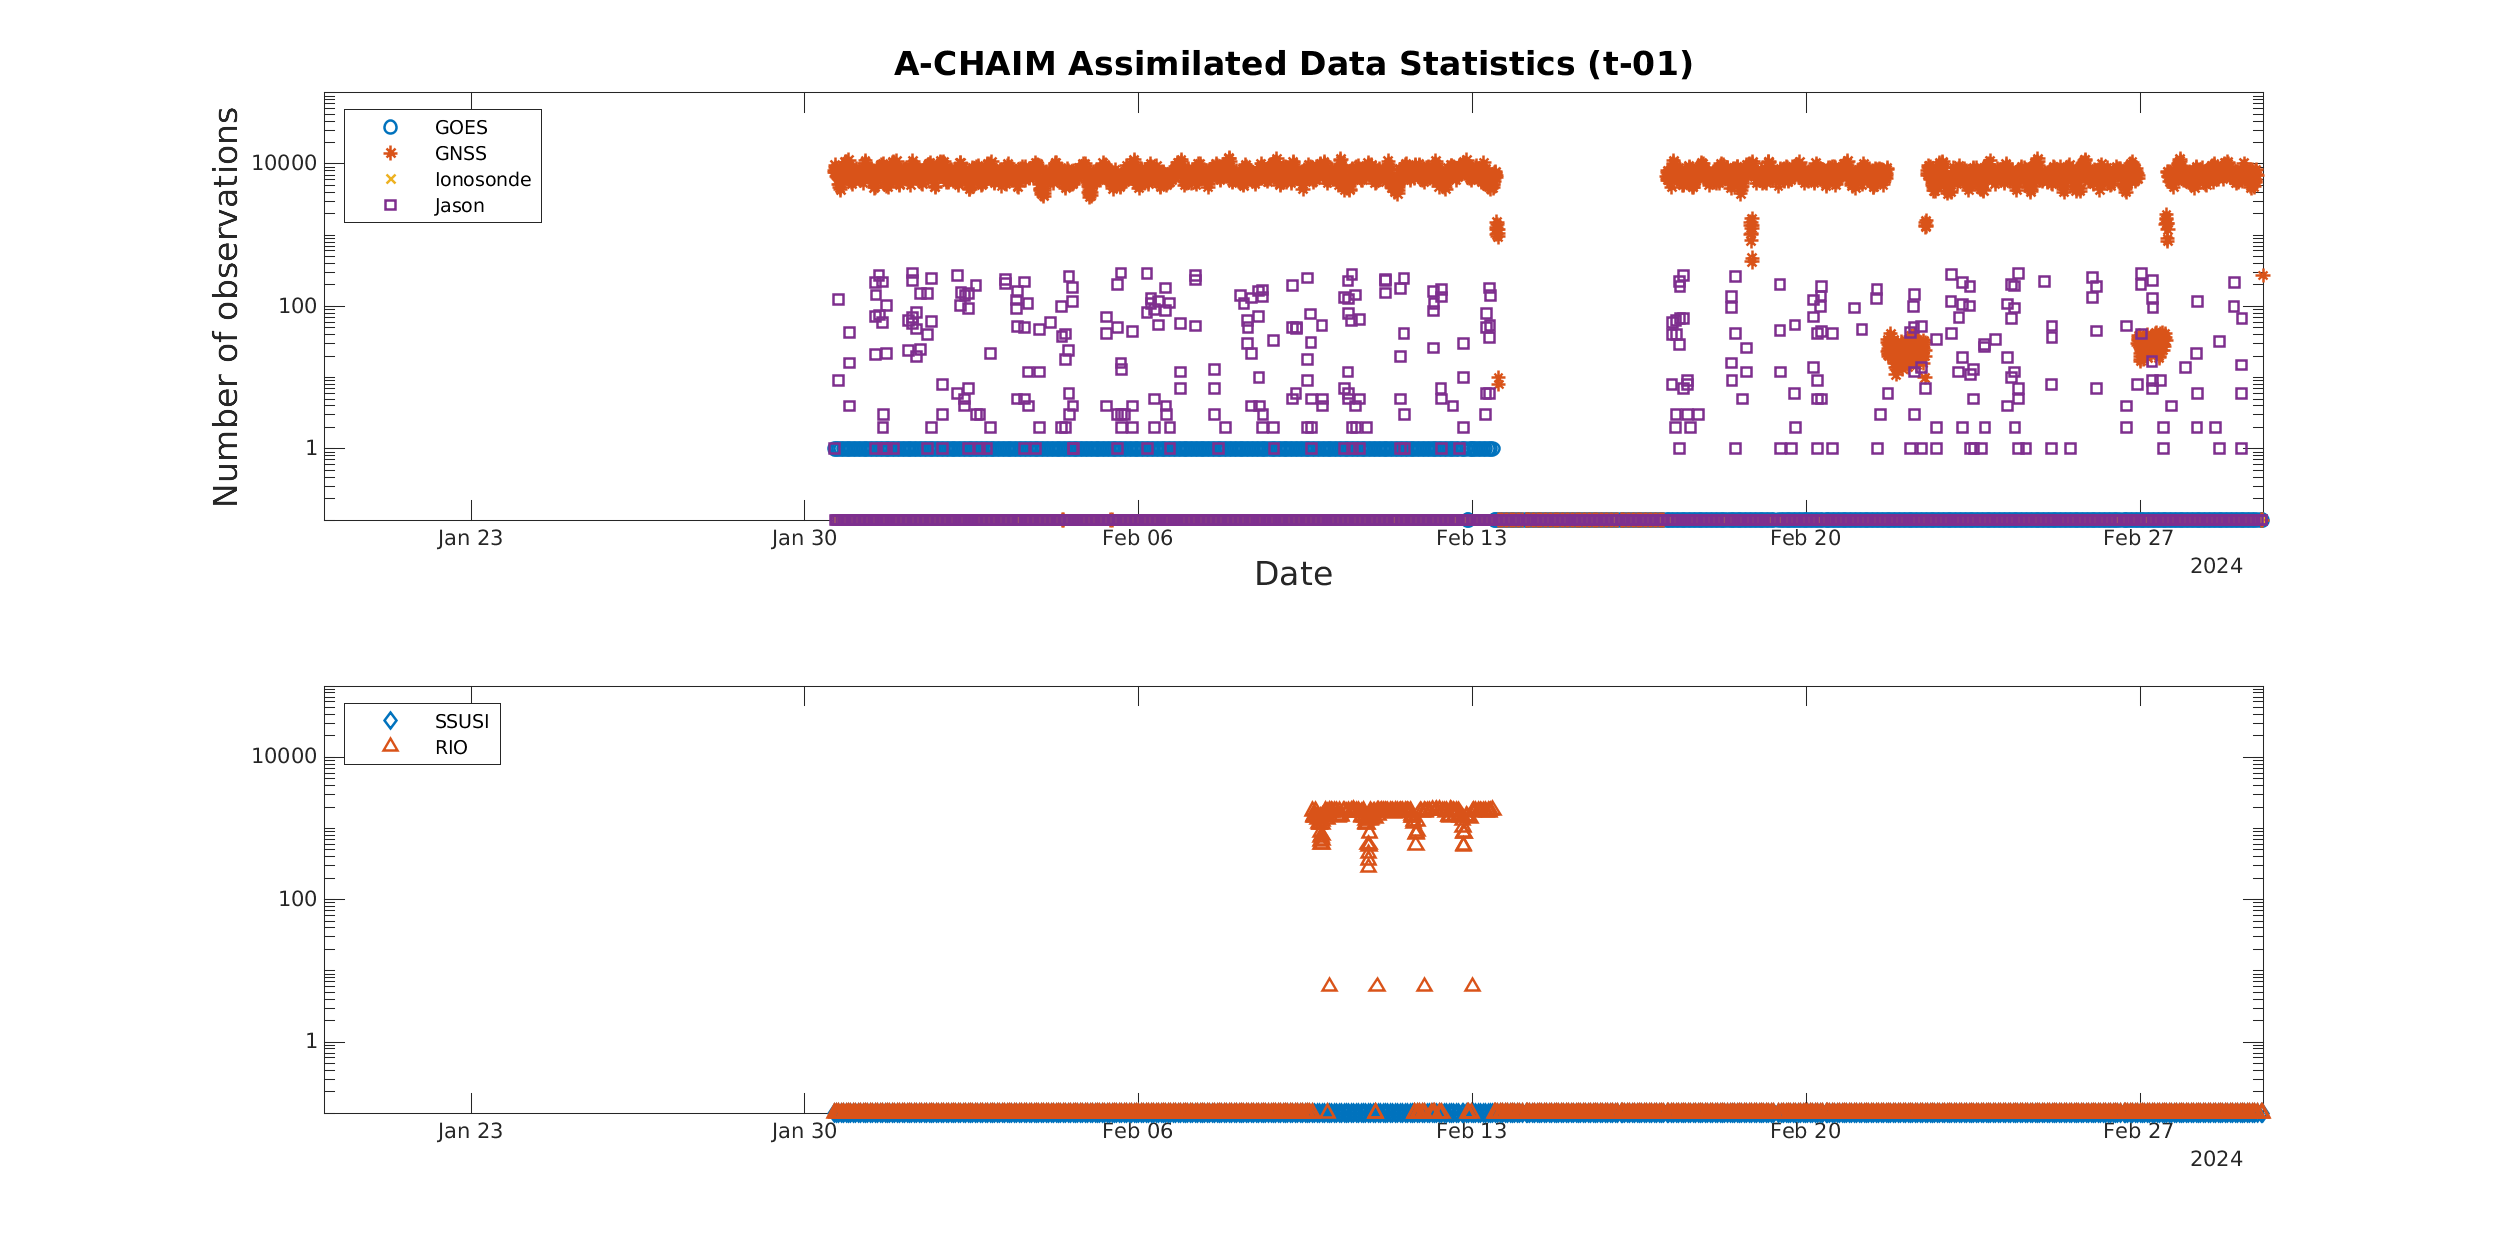 A-CHAIM Assimilated Data Statistics (t-01)
Number of observations
10000
100
1
GOES
GNSS
Ionosonde
Jason
Jan 23
Jan 30
Feb 06
Feb 13
Feb 20
Feb 27
2024
Date
10000
100
1
SSUSI
RIO
Jan 23
Jan 30
Feb 06
Feb 13
Feb 20
Feb 27
2024